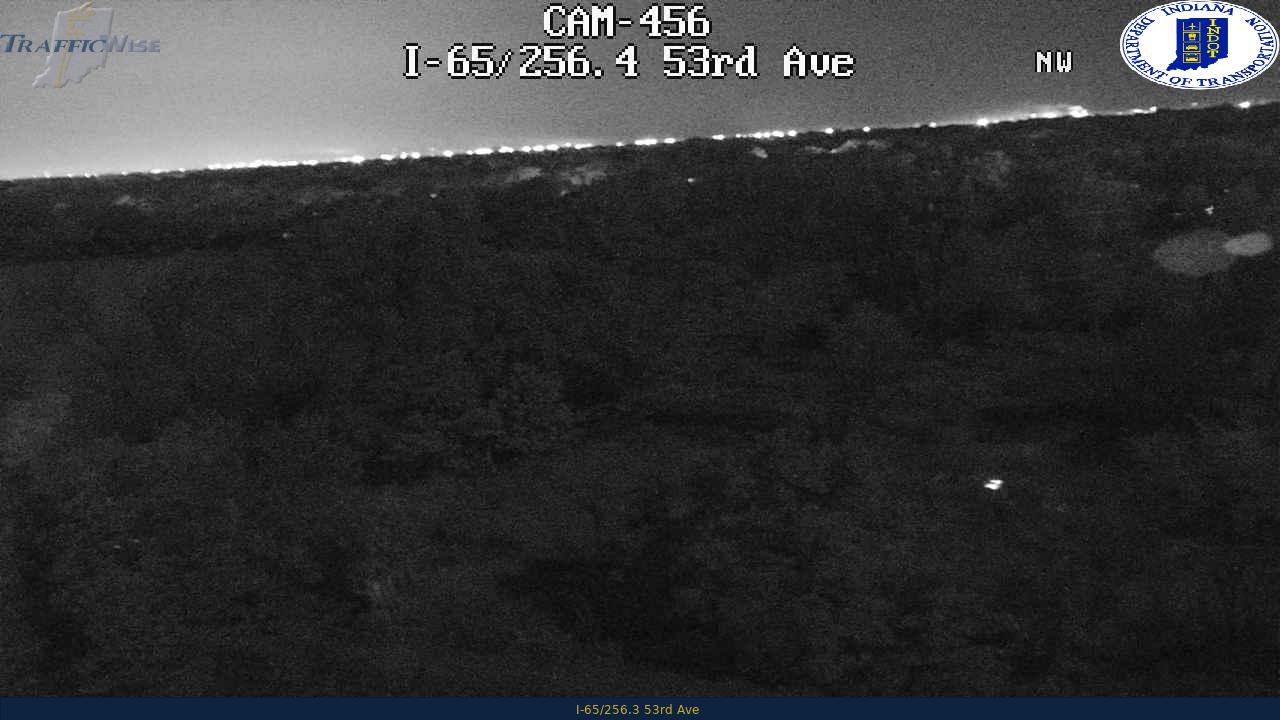 CAM-456
I-65/256.4 53rd Ave
NW
TRAFFICWISE
INDIANA
DEPARTMENT OF TRANSPORTATION
INDOT
I-65/256.3 53rd Ave